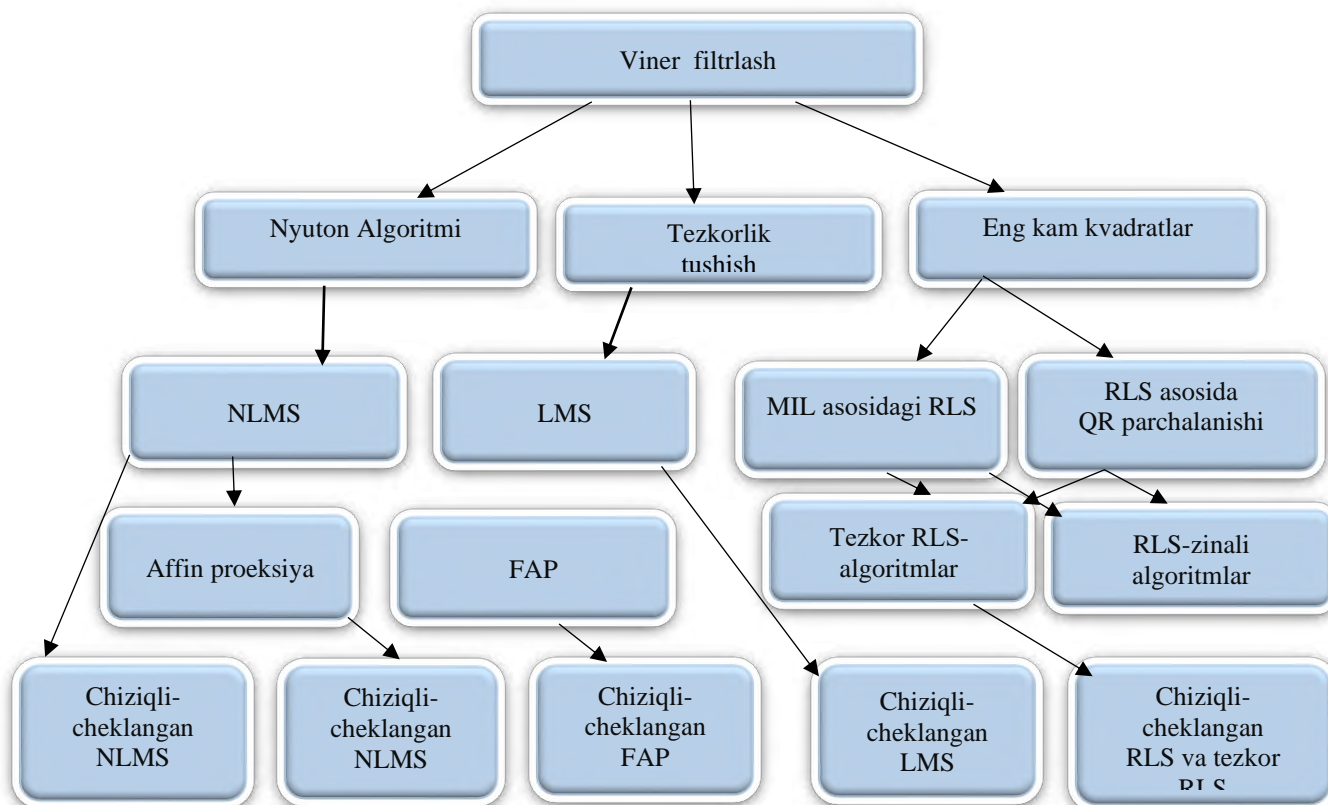 Viner filtrlash
Nyuton Algoritmi
Tezkorlik
tushish
Eng kam kvadratlar
NLMS
LMS
MIL asosidagi RLS
RLS asosida
QR parchalanishi
Affin proeksiya
FAP
Tezkor RLS-
algoritmlar
RLS-zinali
algoritmlar
Chiziqli-
cheklangan
NLMS
Chiziqli-
cheklangan
NLMS
Chiziqli-
cheklangan
FAP
Chiziqli-
cheklangan
LMS
Chiziqli-
cheklangan
RLS va tezkor
RLS